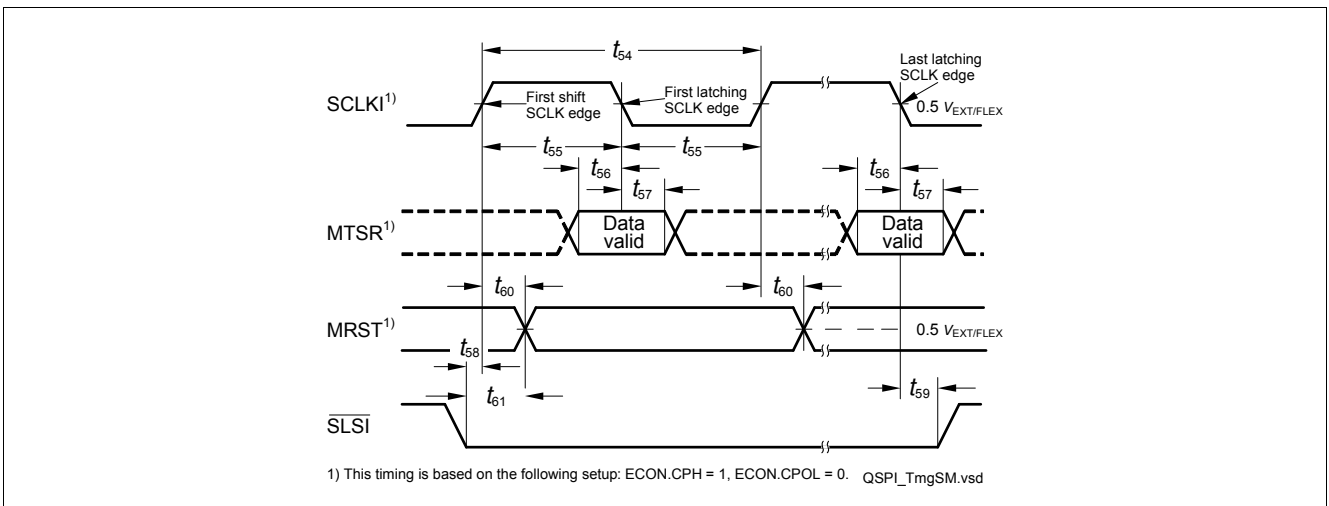 t54
SCLKI1)
First shift
SCLK edge
First latching
SCLK edge
Last latching
SCLK edge
0.5 VEXT/FLEX
t55
t55
t56
t57
t56
t57
MTSR1)
Data
valid
Data
valid
t60
t60
MRST1)
0.5 VEXT/FLEX
t58
t61
t59
SLSI
1) This timing is based on the following setup: ECON.CPH = 1, ECON.CPOL = 0.
QSPI_TmgSM.vsd